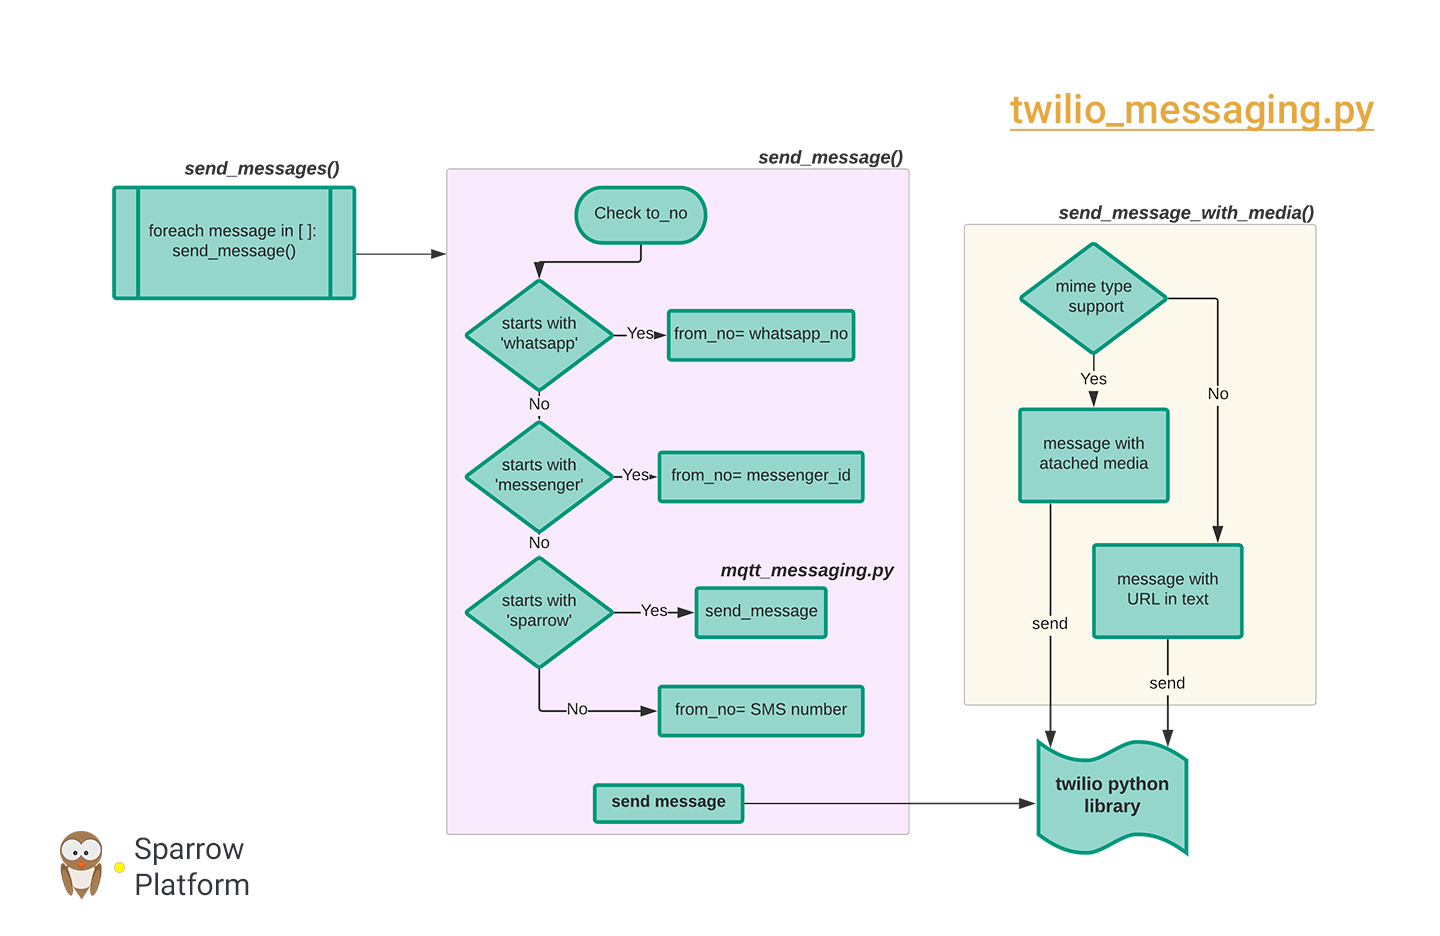 twilio_messaging.py
send_messages()
foreach message in [ ]:
send_message()
send_message()
Check to_no
starts with
'whatsapp'
Yes
from_no= whatsapp_no
No
starts with
'messenger'
Yes
from_no= messenger_id
No
mqtt_messaging.py
starts with
'sparrow'
Yes
send_message
No
from_no= SMS number
send message
send_message_with_media()
mime type
support
Yes
No
message with
atached media
message with
URL in text
send
send
twilio python
library
Sparrow
Platform